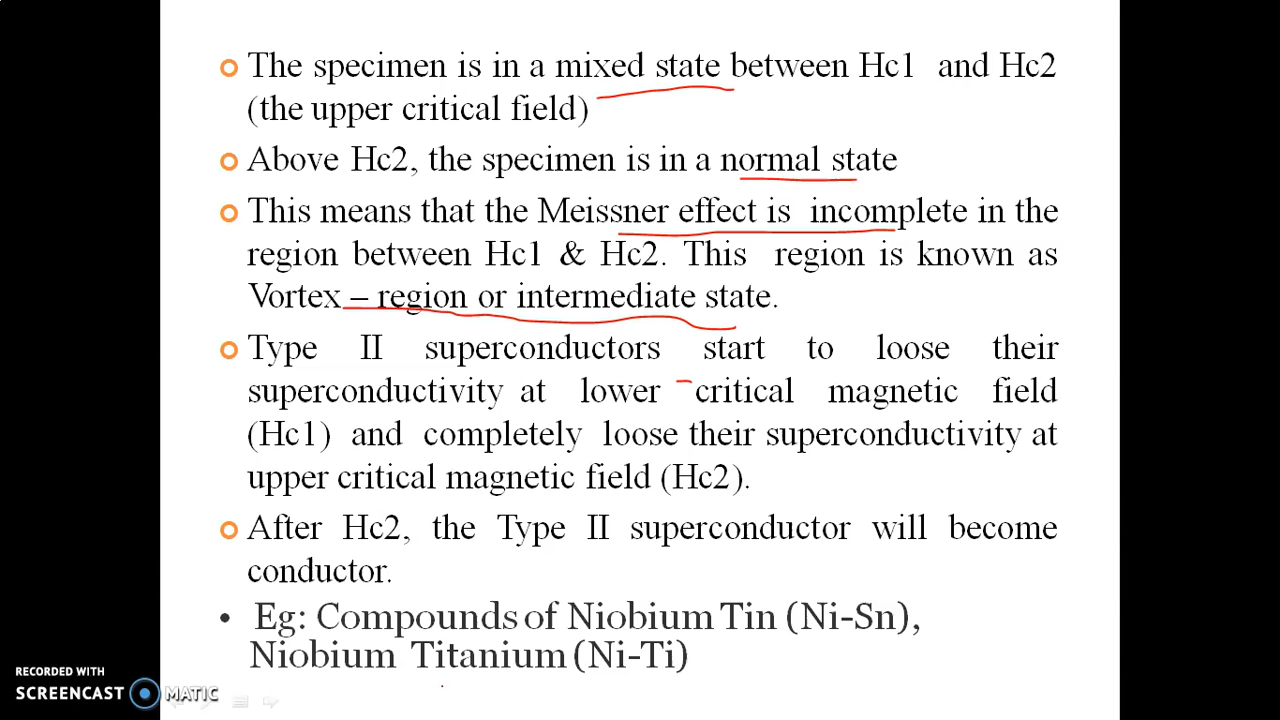 The specimen is in a mixed state between Hc1 and Hc2
(the upper critical field)
Above Hc2, the specimen is in a normal state
This means that the Meissner effect is incomplete in the
region between Hc1 & Hc2. This region is known as
Vortex – region or intermediate state.
Type II superconductors start to loose their
superconductivity at lower critical magnetic field
(Hc1) and completely loose their superconductivity at
upper critical magnetic field (Hc2).
After Hc2, the Type II superconductor will become
conductor.
• Eg: Compounds of Niobium Tin (Ni-Sn),
Niobium Titanium (Ni-Ti)
RECORDED WITH
SCREENCAST MATIC